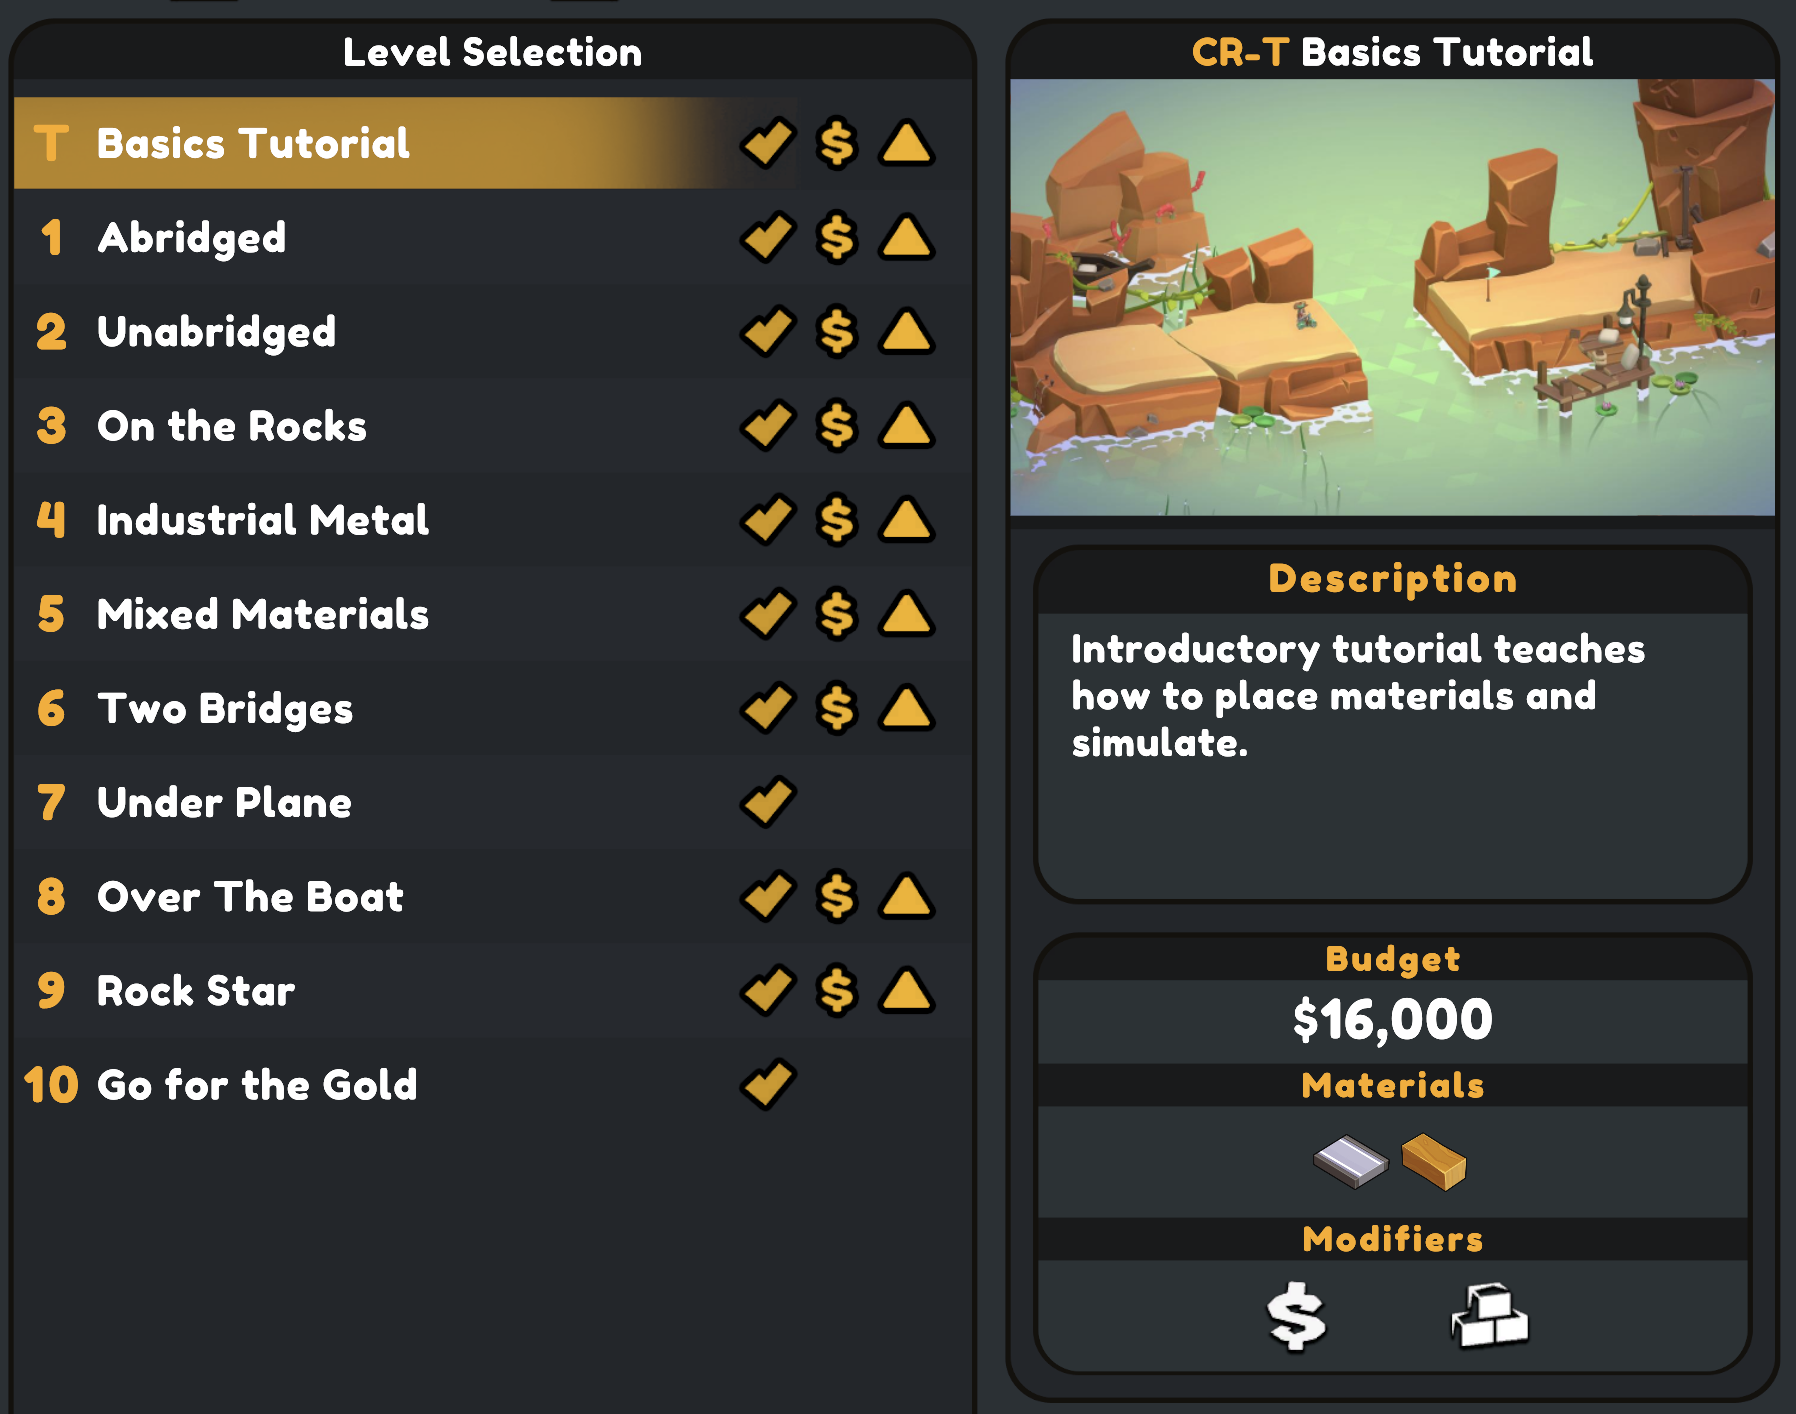 Level Selection
T Basics Tutorial
1 Abridged
2 Unabridged
3 On the Rocks
4 Industrial Metal
5 Mixed Materials
6 Two Bridges
7 Under Plane
8 Over The Boat
9 Rock Star
10 Go for the Gold
CR-T Basics Tutorial
Description
Introductory tutorial teaches
how to place materials and
simulate.
Budget
$16,000
Materials
Modifiers